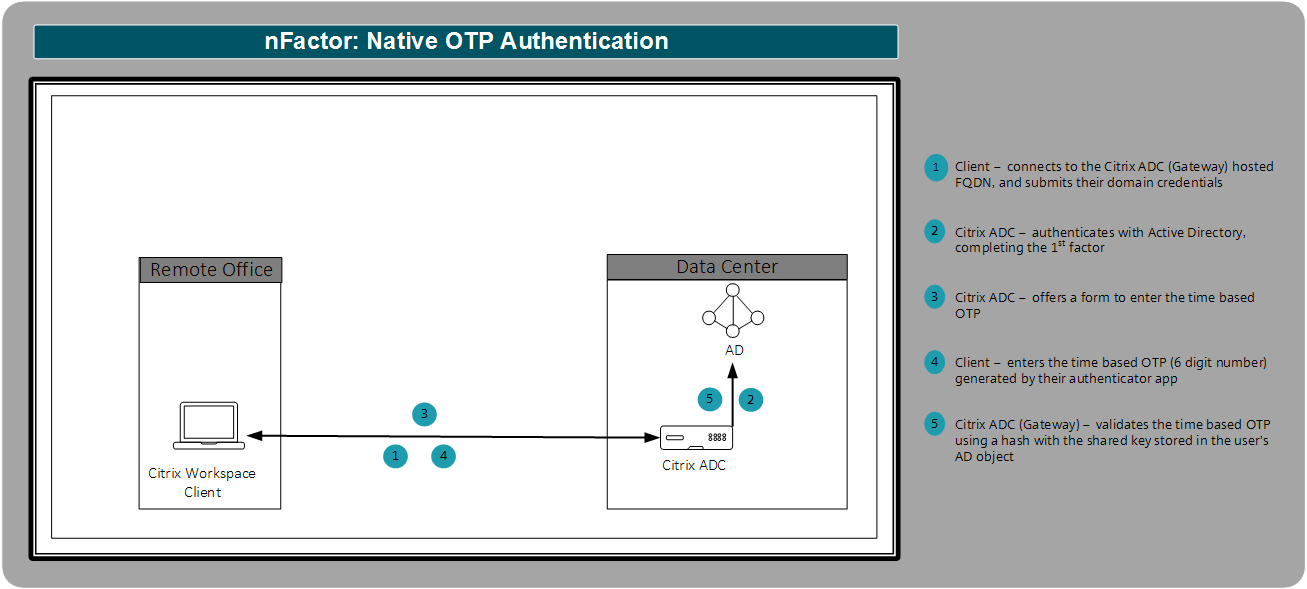 nFactor: Native OTP Authentication
Remote Office
Data Center
AD
5
2
3
1
4
Citrix Workspace
Client
Citrix ADC
1
Client – connects to the Citrix ADC (Gateway) hosted
FQDN, and submits their domain credentials
2
Citrix ADC – authenticates with Active Directory,
completing the 1st factor
3
Citrix ADC – offers a form to enter the time based
OTP
4
Client – enters the time based OTP (6 digit number)
generated by their authenticator app
5
Citrix ADC (Gateway) – validates the time based OTP
using a hash with the shared key stored in the user's
AD object